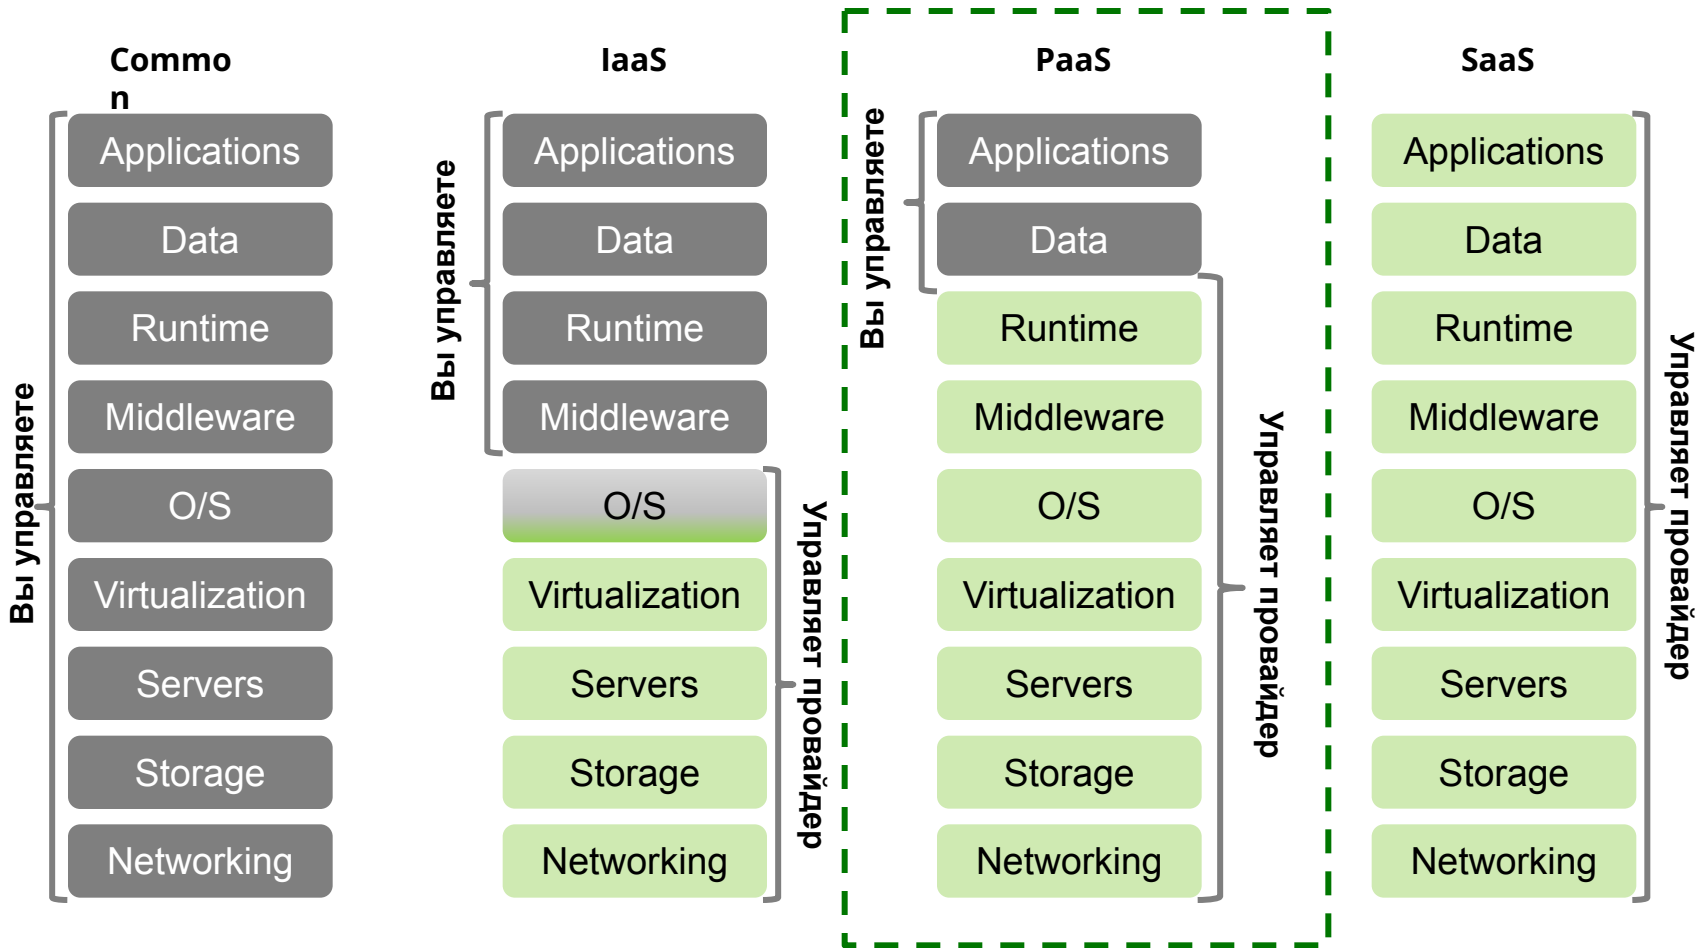 Commo
n
Вы управляете
Applications
Data
Runtime
Middleware
O/S
Virtualization
Servers
Storage
Networking
IaaS
Вы управляете
Applications
Data
Runtime
Middleware
O/S
Virtualization
Servers
Storage
Networking
Управляет провайдер
PaaS
Вы управляете
Applications
Data
Runtime
Middleware
O/S
Virtualization
Servers
Storage
Networking
Управляет провайдер
SaaS
Applications
Data
Runtime
Middleware
O/S
Virtualization
Servers
Storage
Networking
Управляет провайдер